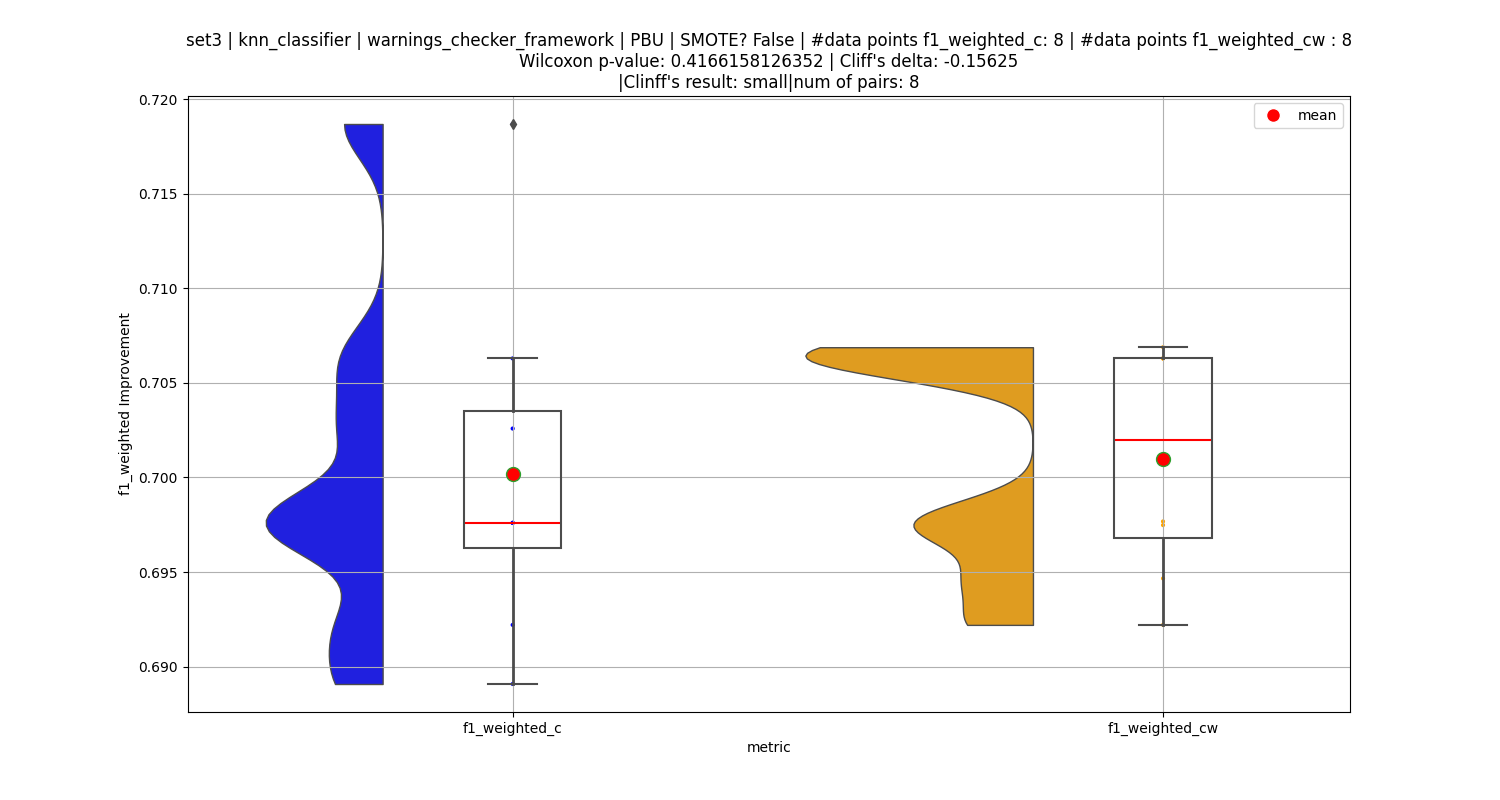 set3 | knn_classifier | warnings_checker_framework | PBU | SMOTE? False | #data points f1_weighted_c: 8 | #data points f1_weighted_cw : 8
Wilcoxon p-value: 0.4166158126352 | Cliff's delta: -0.15625
|Clinff's result: small|num of pairs: 8
mean
0.720
0.715
0.710
0.705
0.700
0.695
0.690
f1_weighted Improvement
f1_weighted_c
f1_weighted_cw
metric